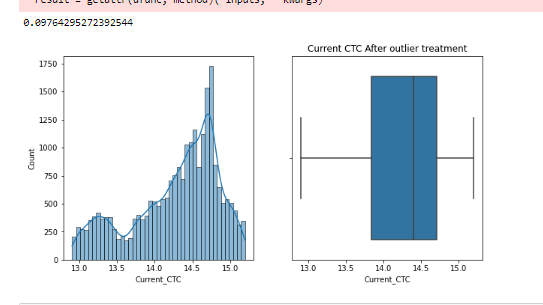 result = getattr(ufunc, method)(*inputs, **kwargs)
0.09764295272392544
Current CTC After outlier treatment
1750
1500
1250
1000
750
500
250
0
Count
13.0 13.5 14.0 14.5 15.0
Current_CTC
13.0 13.5 14.0 14.5 15.0
Current_CTC